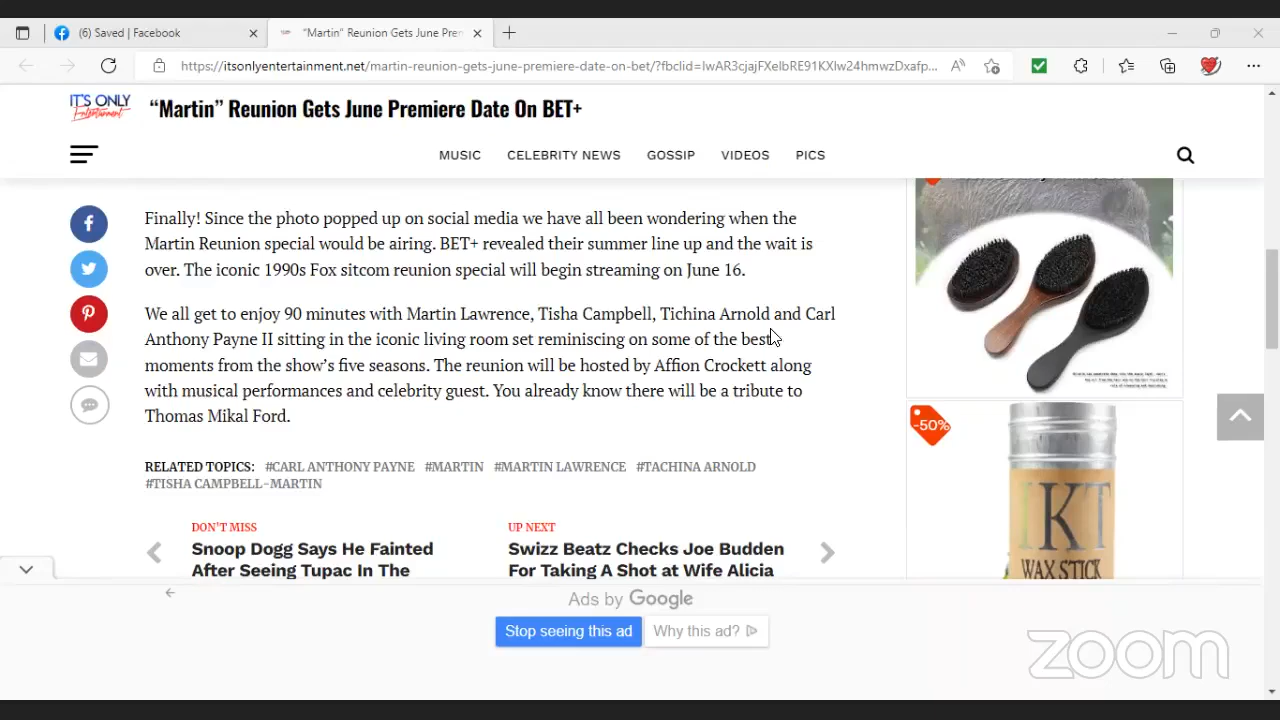 (6) Saved | Facebook
"Martin" Reunion Gets June Pren
https://itsonlyentertainment.net/martin-reunion-gets-june-premiere-date-on-bet/?fbclid=IwAR3cjajFXelbRE91KXIw24hmwzDxafp...
IT'S ONLY
Entertainment
“Martin” Reunion Gets June Premiere Date On BET+
MUSIC CELEBRITY NEWS GOSSIP VIDEOS PICS
Finally! Since the photo popped up on social media we have all been wondering when the
Martin Reunion special would be airing. BET+ revealed their summer line up and the wait is
over. The iconic 1990s Fox sitcom reunion special will begin streaming on June 16.
We all get to enjoy 90 minutes with Martin Lawrence, Tisha Campbell, Tichina Arnold and Carl
Anthony Payne II sitting in the iconic living room set reminiscing on some of the best
moments from the show’s five seasons. The reunion will be hosted by Affion Crockett along
with musical performances and celebrity guest. You already know there will be a tribute to
Thomas Mikal Ford.
RELATED TOPICS: #CARL ANTHONY PAYNE #MARTIN #MARTIN LAWRENCE #TACHINA ARNOLD
#TISHA CAMPBELL-MARTIN
DON'T MISS
Snoop Dogg Says He Fainted
After Seeing Tupac In The
UP NEXT
Swizz Beatz Checks Joe Budden
For Taking A Shot at Wife Alicia
-50%
IKT
WAX STICK
Ads by Google
Stop seeing this ad
Why this ad?
zoom